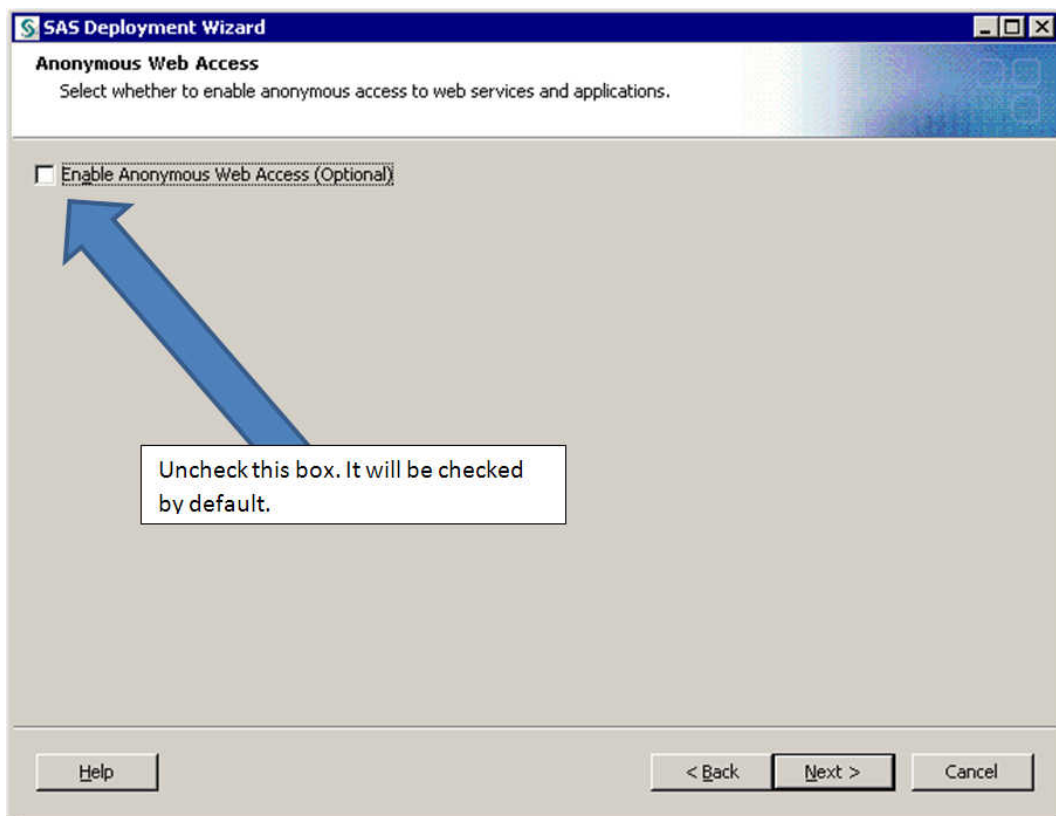 SAS Deployment Wizard
Anonymous Web Access
Select whether to enable anonymous access to web services and applications.
Enable Anonymous Web Access (Optional)
Uncheck this box. It will be checked
by default.
Help
< Back
Next >
Cancel